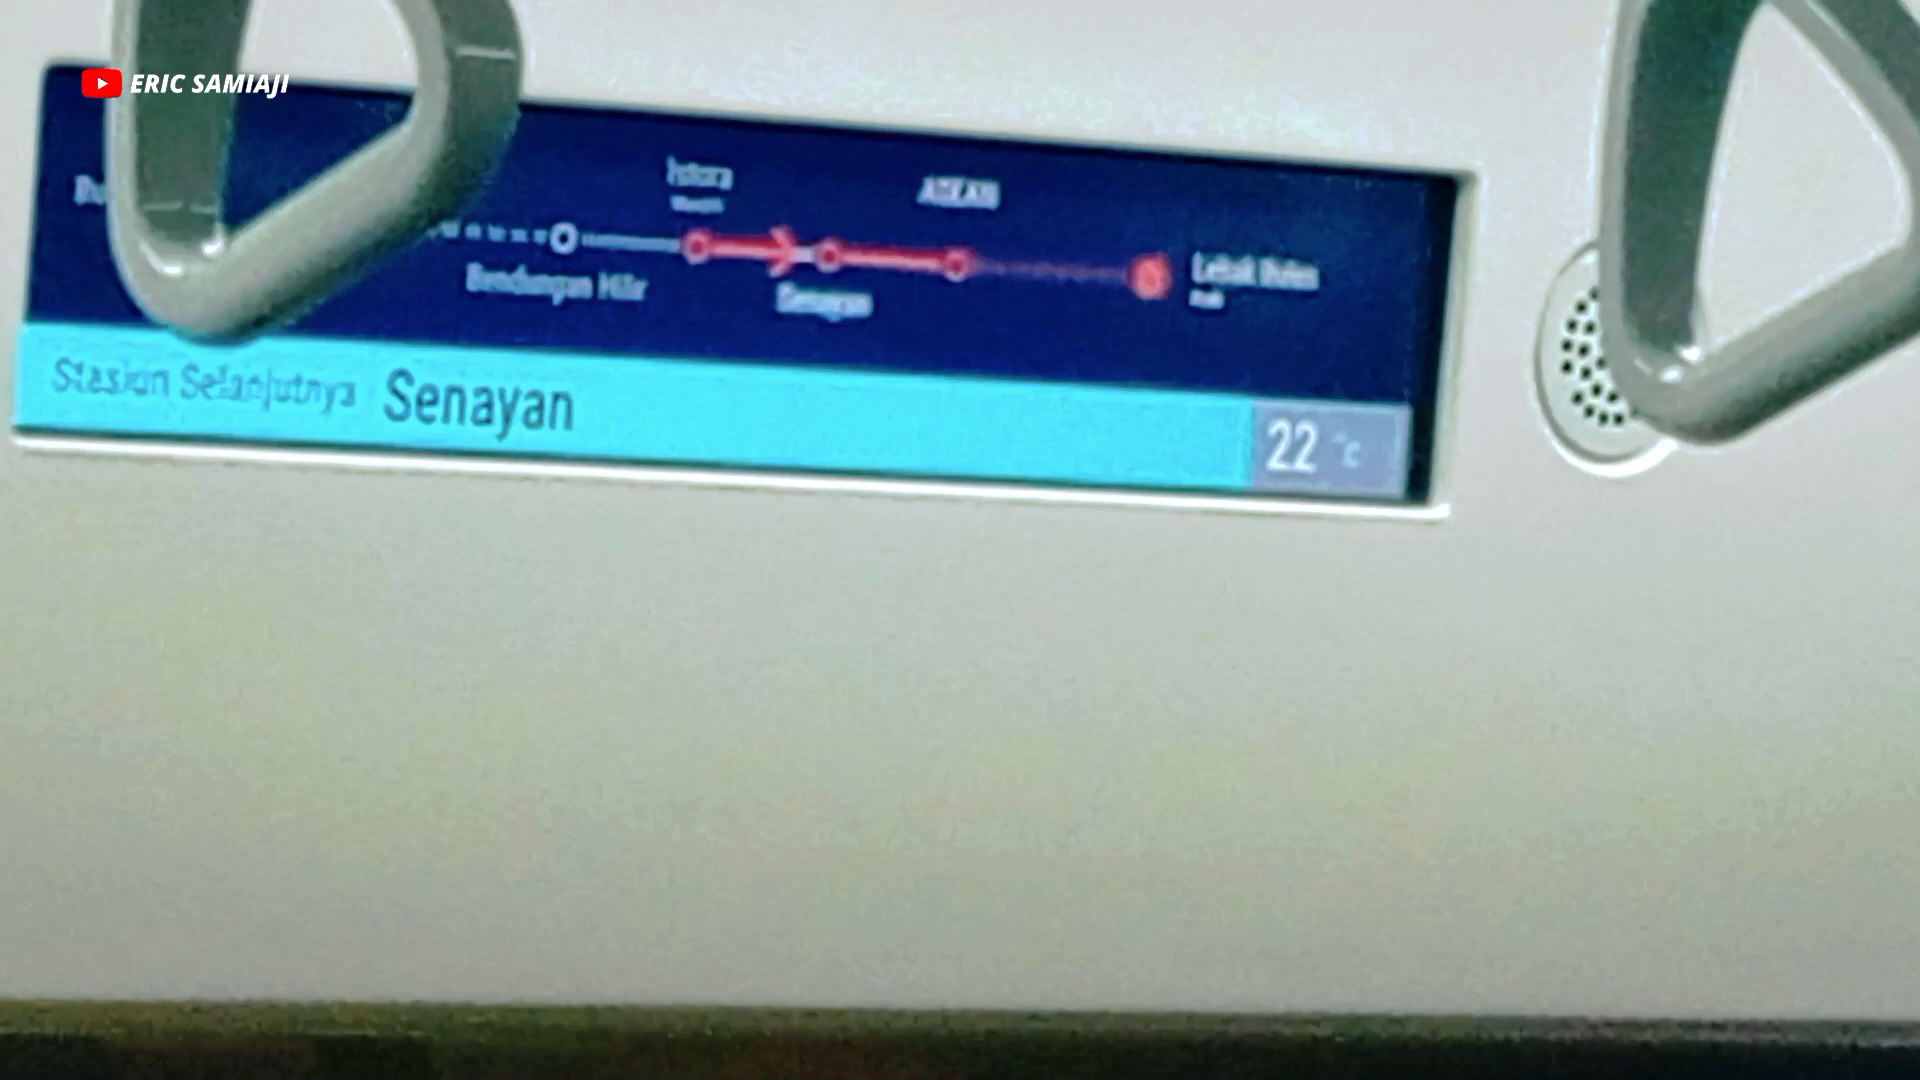 ERIC SAMIAJI
Istora
ASEAN
Bendungan Hilir
Senayan
Lebak Bulus
Stasiun Selanjutnya Senayan
22 °C